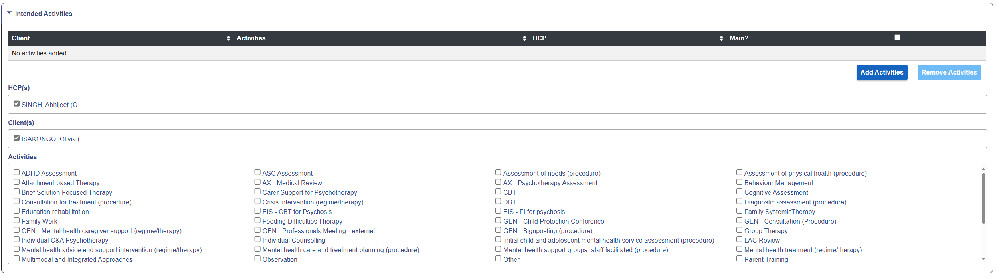 Intended Activities
Client Activities HCP Main?
No activities added.
Add Activities Remove Activities
HCP(s)
SINGH, Abhijeet (C...
Client(s)
ISAKONGO, Olivia (...
Activities
ADHD Assessment ASC Assessment Assessment of needs (procedure) Assessment of physical health (procedure)
Attachment-based Therapy AX - Medical Review AX - Psychotherapy Assessment Behaviour Management
Brief Solution Focused Therapy Carer Support for Psychotherapy CBT Cognitive Assessment
Consultation for treatment (procedure) Crisis intervention (regime/therapy) DBT Diagnostic assessment (procedure)
Education rehabilitation EIS - CBT for Psychosis EIS - FI for psychosis Family SystemicTherapy
Family Work Feeding Difficulties Therapy GEN - Child Protection Conference GEN - Consultation (Procedure)
GEN - Mental health caregiver support (regime/therapy) GEN - Professionals Meeting - external GEN - Signposting (procedure) Group Therapy
Individual C&A Psychotherapy Individual Counselling Initial child and adolescent mental health service assessment (procedure) LAC Review
Mental health advice and support intervention (regime/therapy) Mental health care and treatment planning (procedure) Mental health support groups- staff facilitated (procedure) Mental health treatment (regime/therapy)
Multimodal and Integrated Approaches Observation Other Parent Training